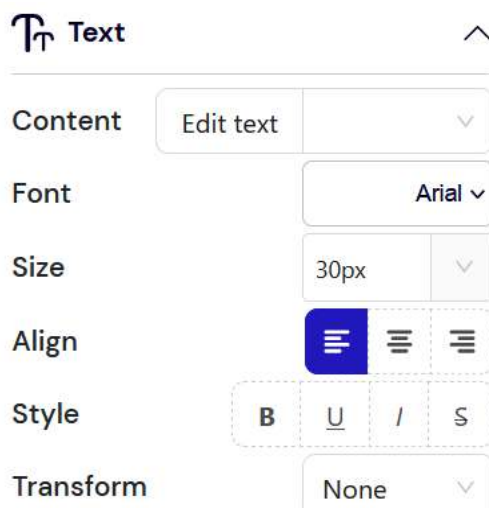 Text
Content Edit text
Font Arial
Size 30px
Align
Style B U I S
Transform None